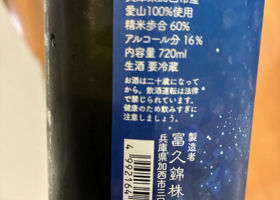 愛山100%使用
精米歩合 60%
アルコール分 16%
内容量 720ml
生酒 要冷蔵
お酒は二十歳になって
から。飲酒運転は法律
で禁じられています。
健康のため飲みすぎに
注意しましょう。
製造者
富久錦株
兵庫県加西市三口
4992164